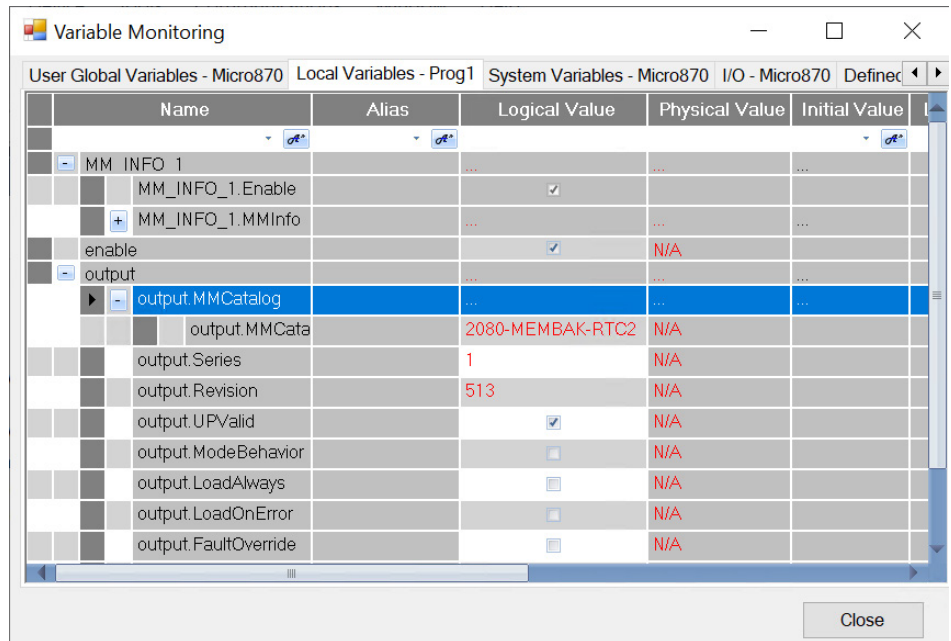 Variable Monitoring
User Global Variables - Micro870 Local Variables - Prog1 System Variables - Micro870 I/O - Micro870 Defined
Name Alias Logical Value Physical Value Initial Value
MM_INFO_1 ... ... ...
MM_INFO_1.Enable
MM_INFO_1.MMInfo ... ... ...
enable N/A
output ... ... ...
output.MMCatalog ... ... ...
output.MMCata 2080-MEMBAK-RTC2 N/A
output.Series 1 N/A
output.Revision 513 N/A
output.UPValid N/A
output.ModeBehavior N/A
output.LoadAlways N/A
output.LoadOnError N/A
output.FaultOverride N/A
Close